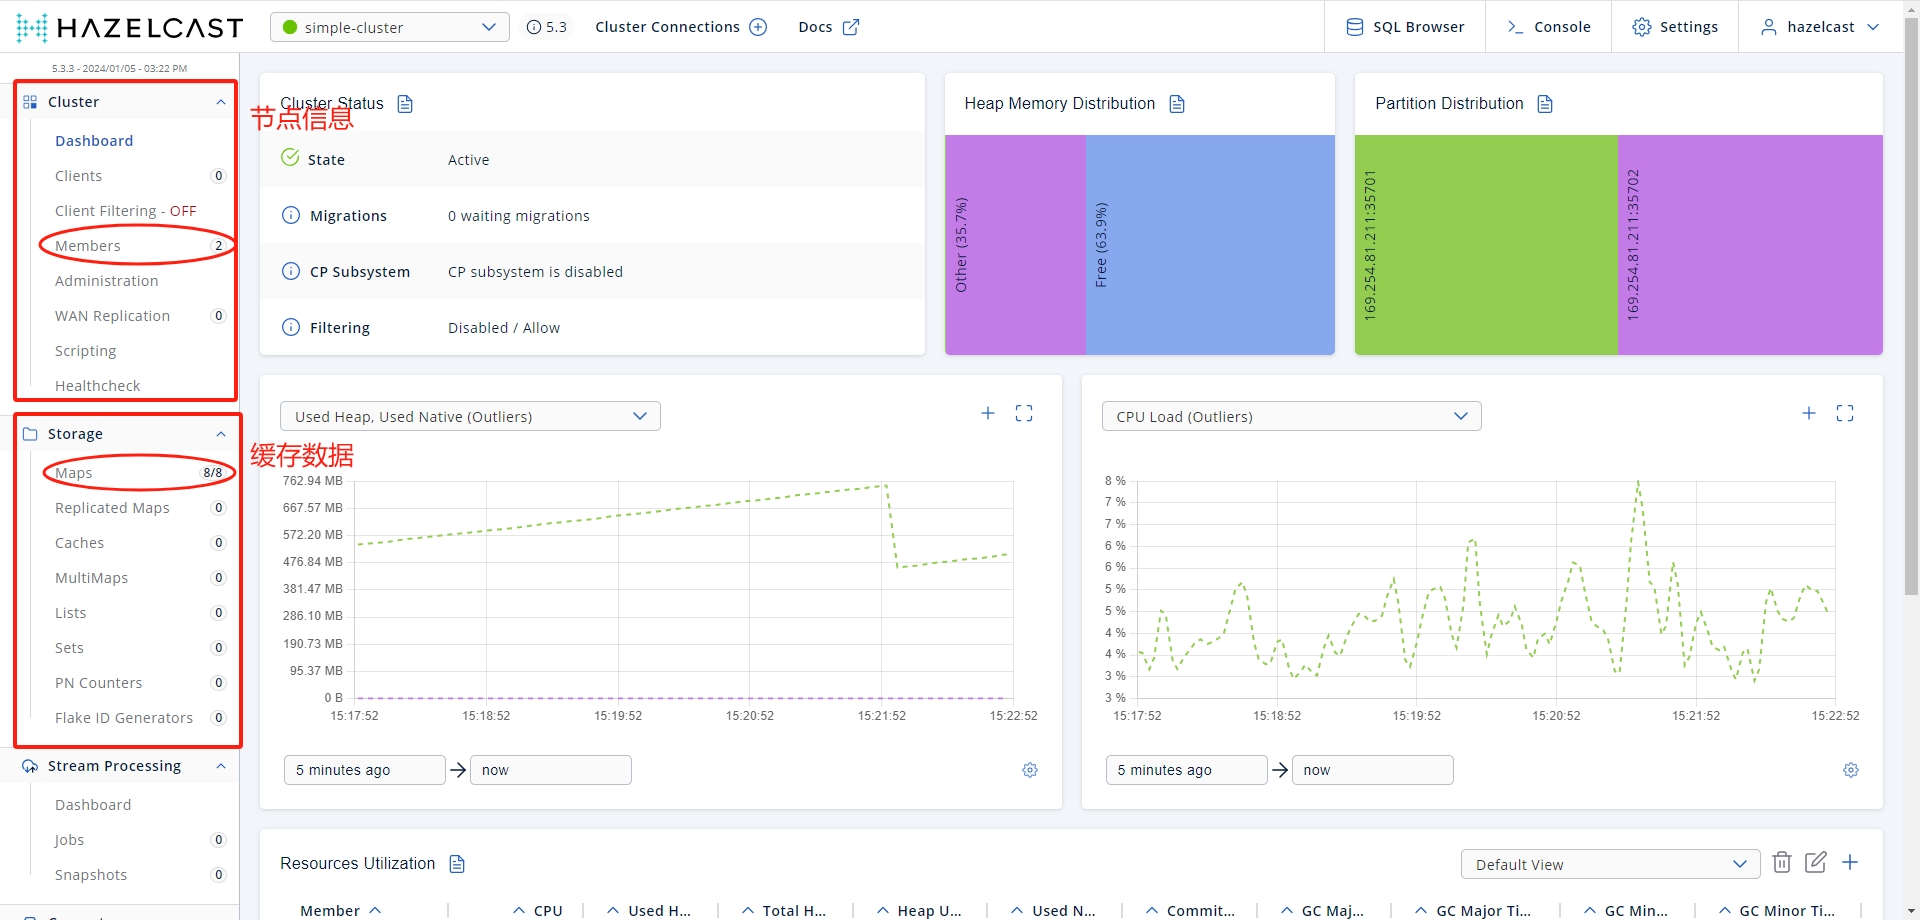 HAZELCAST
simple-cluster
5.3
Cluster Connections
Docs
SQL Browser
Console
Settings
hazelcast
5.3.3 - 2024/01/05 - 03:22 PM
Cluster
Dashboard
Clients 0
Client Filtering - OFF
Members 2
Administration
WAN Replication 0
Scripting
Healthcheck
Storage
Maps 8/8
Replicated Maps 0
Caches 0
MultiMaps 0
Lists 0
Sets 0
PN Counters 0
Flake ID Generators 0
Stream Processing
Dashboard
Jobs 0
Snapshots 0
节点信息
缓存数据
Cluster Status
State Active
Migrations 0 waiting migrations
CP Subsystem CP subsystem is disabled
Filtering Disabled / Allow
Heap Memory Distribution
Other (35.7%)
Free (63.9%)
Partition Distribution
169.254.81.211:35701
169.254.81.211:35702
Used Heap, Used Native (Outliers)
762.94 MB
667.57 MB
572.20 MB
476.84 MB
381.47 MB
286.10 MB
190.73 MB
95.37 MB
0 B
15:17:52 15:18:52 15:19:52 15:20:52 15:21:52 15:22:52
5 minutes ago now
CPU Load (Outliers)
8 %
7 %
7 %
6 %
6 %
5 %
5 %
4 %
4 %
3 %
3 %
15:17:52 15:18:52 15:19:52 15:20:52 15:21:52 15:22:52
5 minutes ago now
Resources Utilization
Default View
Member CPU Used H... Total H... Heap U... Used N... Commit... GC Maj... GC Major Ti... GC Min... GC Minor Ti...